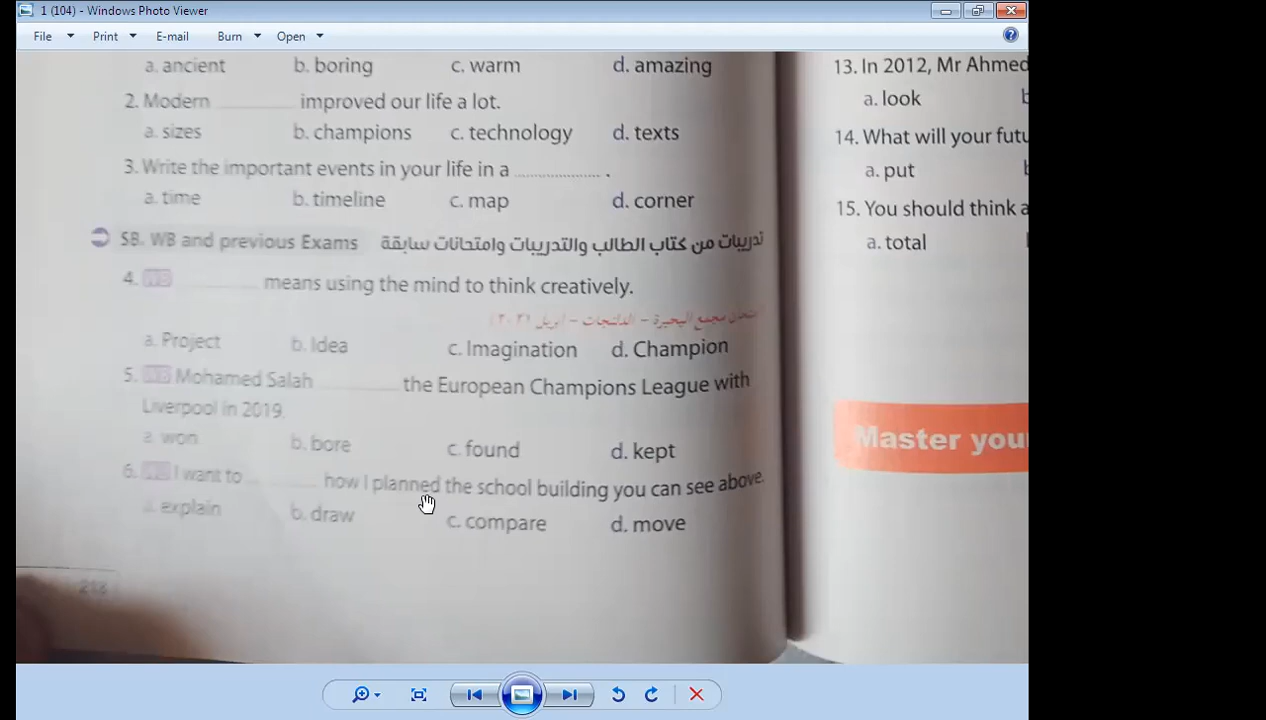 1 (104) - Windows Photo Viewer
File Print E-mail Burn Open
a. ancient b. boring c. warm d. amazing
2. Modern improved our life a lot.
a. sizes b. champions c. technology d. texts
3. Write the important events in your life in a .................... .
a. time b. timeline c. map d. corner
SB. WB and previous Exams تدريبات من كتاب الطالب والتدريبات وامتحانات سابقة
4. WB means using the mind to think creatively.
a. Project b. Idea c. Imagination d. Champion
5. WB Mohamed Salah the European Champions League with
Liverpool in 2019.
a. won b. bore c. found d. kept
6. I want to how I planned the school building you can see above.
explain b. draw c. compare d. move
13. In 2012, Mr Ahmed
a. look
14. What will your futu
a. put
15. You should think a
a. total
Master you